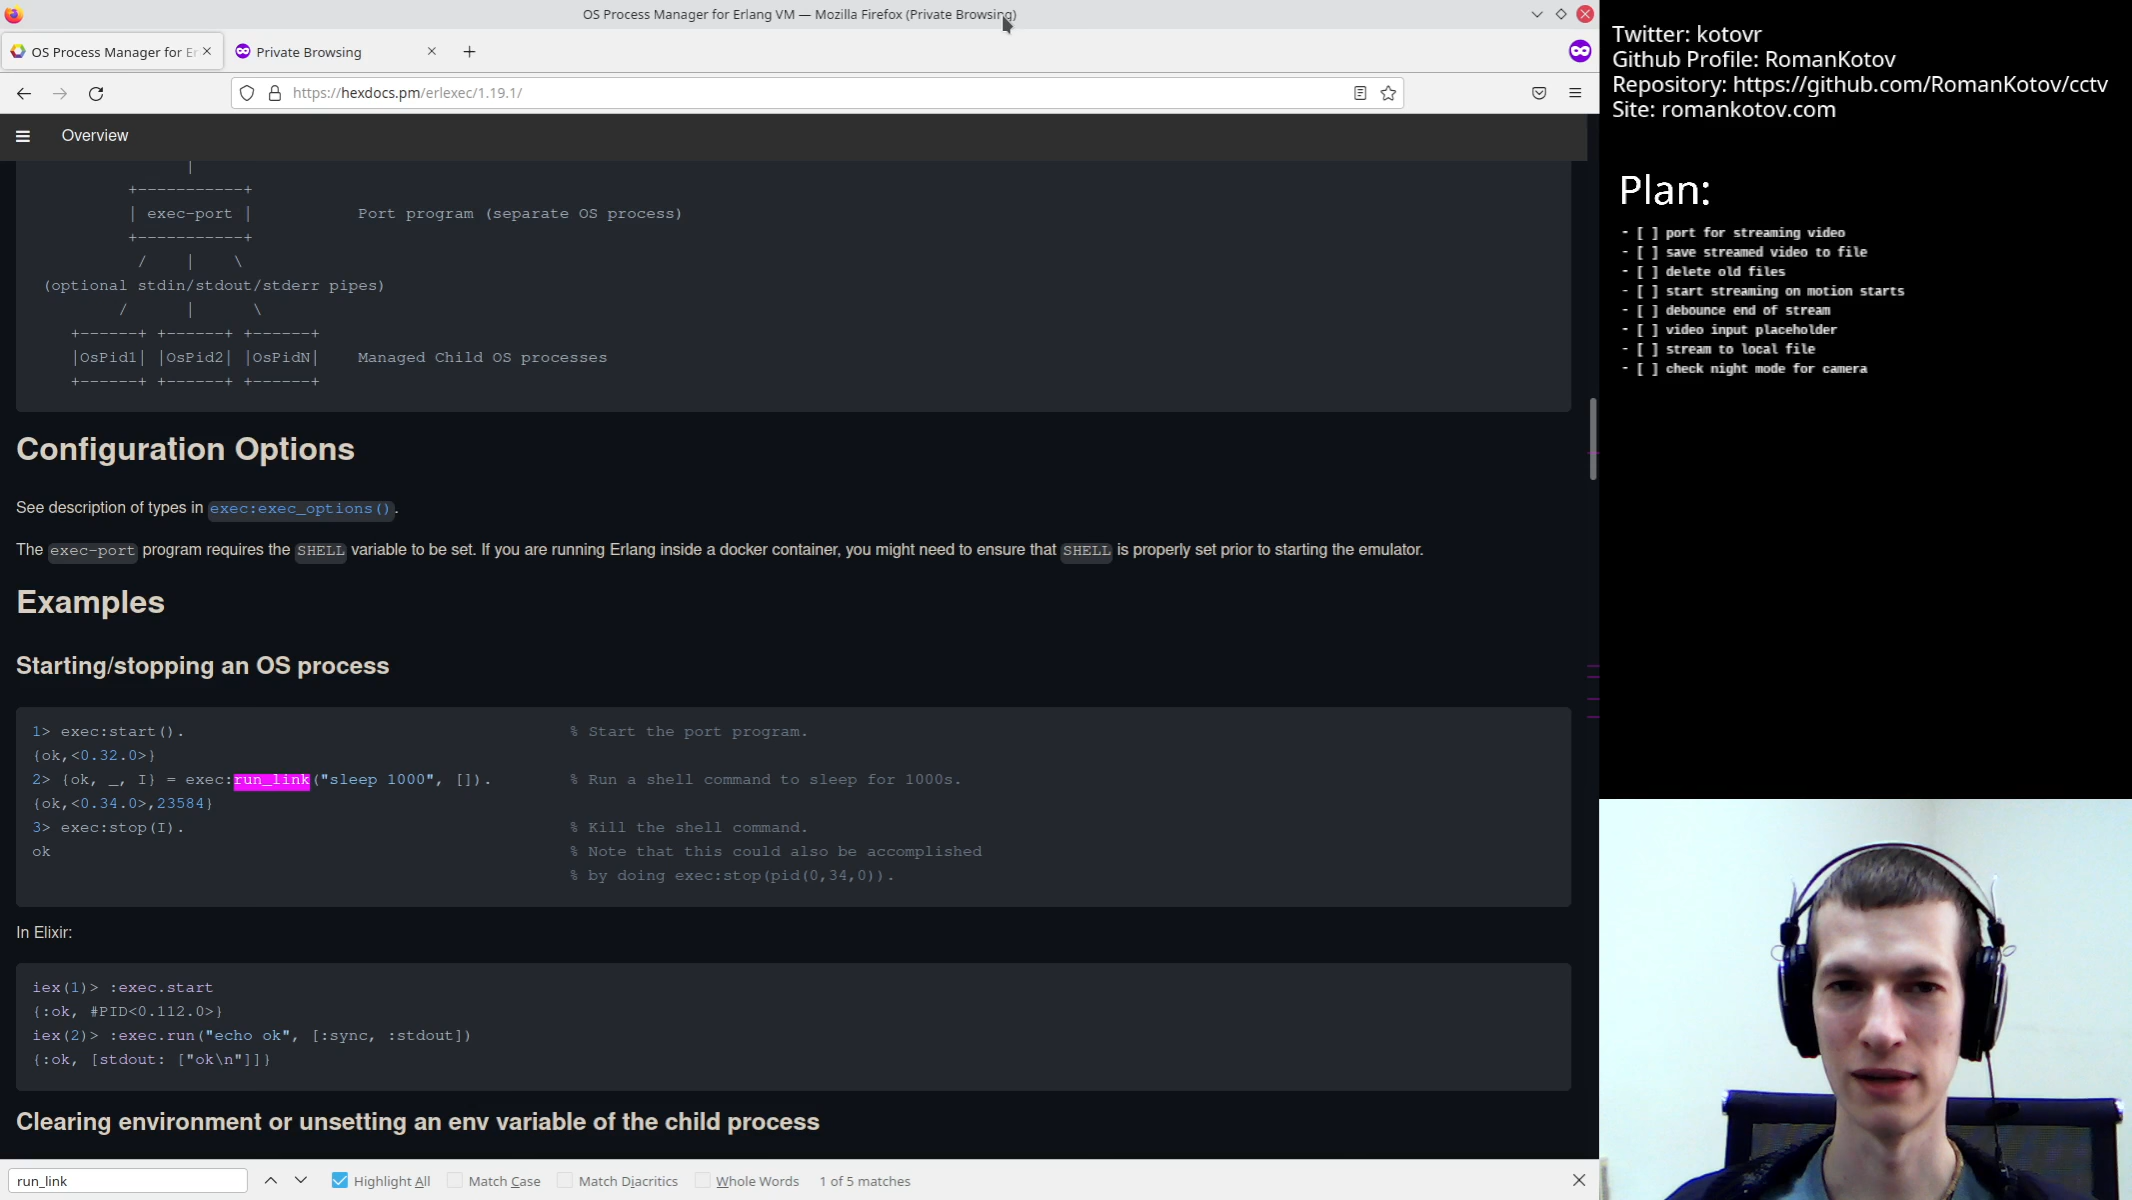 OS Process Manager for Erlang VM — Mozilla Firefox (Private Browsing)
OS Process Manager for Er
Private Browsing
https://hexdocs.pm/erlexec/1.19.1/
Overview
|
+-----------+
| exec-port | Port program (separate OS process)
+-----------+
/ | \
(optional stdin/stdout/stderr pipes)
/ | \
+------+ +------+ +------+
|OsPid1| |OsPid2| |OsPidN| Managed Child OS processes
+------+ +------+ +------+
Configuration Options
See description of types in exec:exec_options().
The exec-port program requires the SHELL variable to be set. If you are running Erlang inside a docker container, you might need to ensure that SHELL is properly set prior to starting the emulator.
Examples
Starting/stopping an OS process
1> exec:start(). % Start the port program.
{ok,<0.32.0>}
2> {ok, _, I} = exec:run_link("sleep 1000", []). % Run a shell command to sleep for 1000s.
{ok,<0.34.0>,23584}
3> exec:stop(I). % Kill the shell command.
ok % Note that this could also be accomplished
% by doing exec:stop(pid(0,34,0)).
In Elixir:
iex(1)> :exec.start
{:ok, #PID<0.112.0>}
iex(2)> :exec.run("echo ok", [:sync, :stdout])
{:ok, [stdout: ["ok\n"]]}
Clearing environment or unsetting an env variable of the child process
run_link
Highlight All
Match Case
Match Diacritics
Whole Words
1 of 5 matches
Twitter: kotovr
Github Profile: RomanKotov
Repository: https://github.com/RomanKotov/cctv
Site: romankotov.com
Plan:
- [ ] port for streaming video
- [ ] save streamed video to file
- [ ] delete old files
- [ ] start streaming on motion starts
- [ ] debounce end of stream
- [ ] video input placeholder
- [ ] stream to local file
- [ ] check night mode for camera